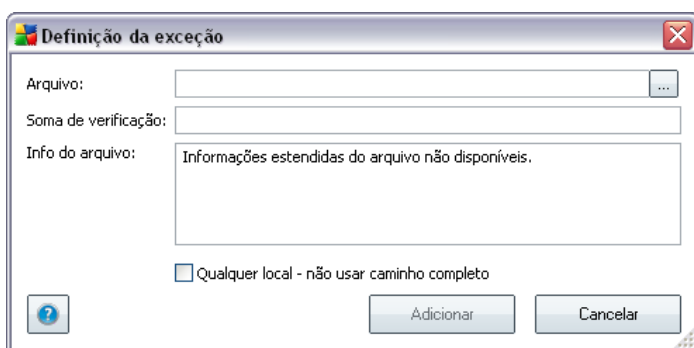 Definição da exceção
Arquivo:
...
Soma de verificação:
Info do arquivo:
Informações estendidas do arquivo não disponíveis.
Qualquer local - não usar caminho completo
?
Adicionar
Cancelar